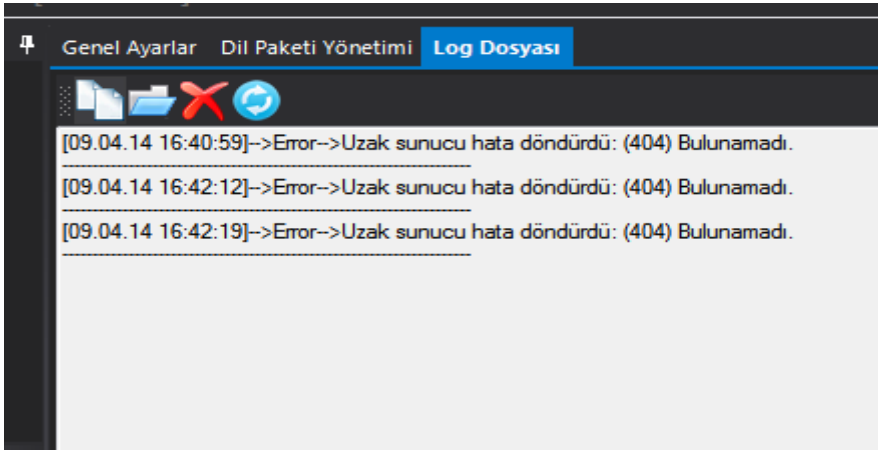 Genel Ayarlar Dil Paketi Yönetimi Log Dosyası
[09.04.14 16:40:59]-->Error-->Uzak sunucu hata döndürdü: (404) Bulunamadı.
[09.04.14 16:42:12]-->Error-->Uzak sunucu hata döndürdü: (404) Bulunamadı.
[09.04.14 16:42:19]-->Error-->Uzak sunucu hata döndürdü: (404) Bulunamadı.